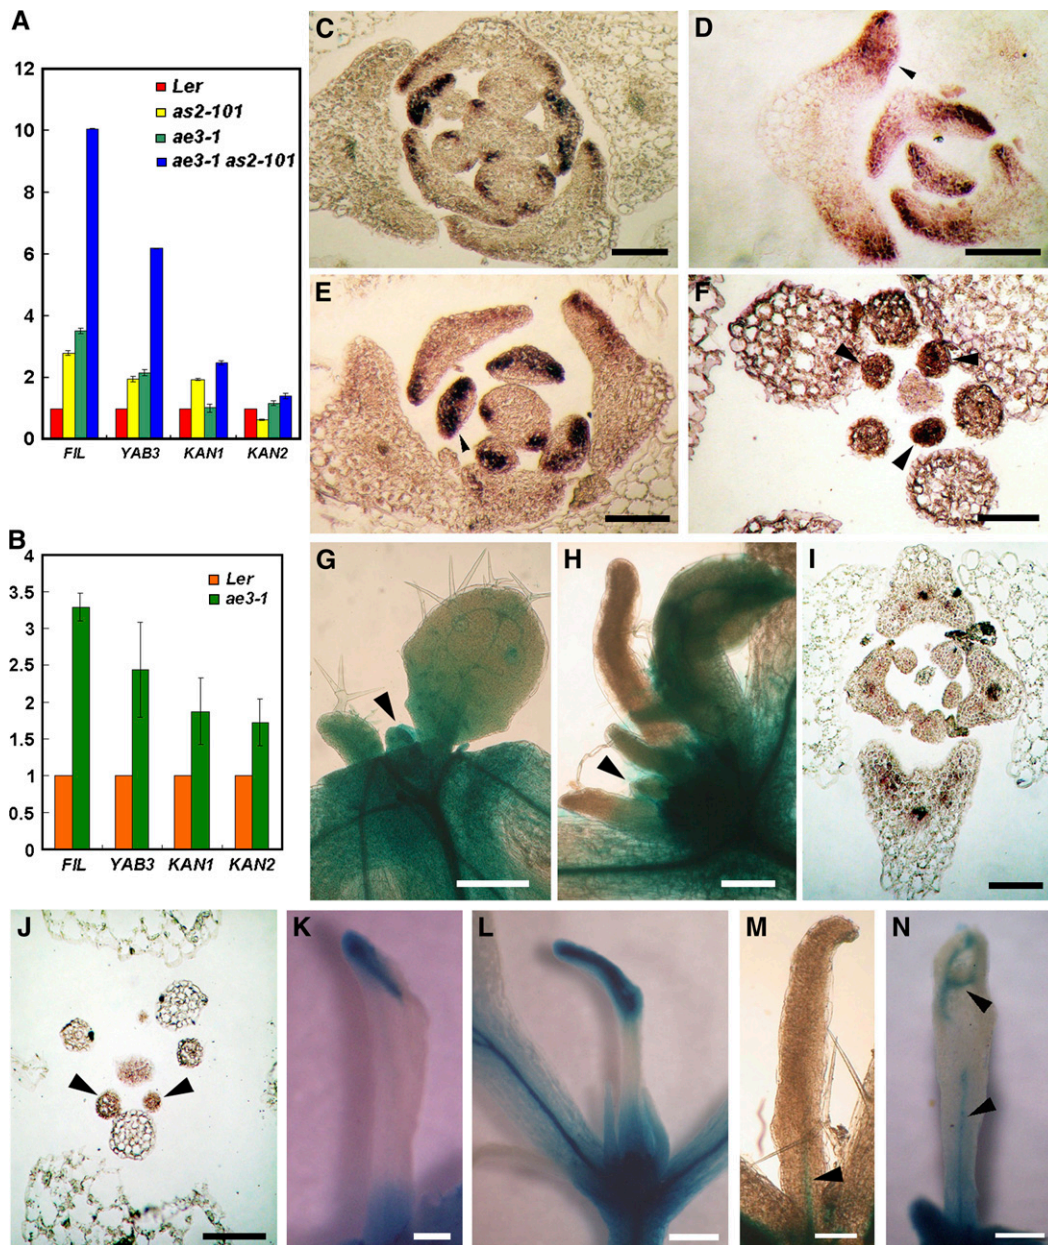 A
12
10
8
6
4
2
0
Ler
as2-101
ae3-1
ae3-1 as2-101
FIL YAB3 KAN1 KAN2
B
4
3.5
3
2.5
2
1.5
1
0.5
0
Ler
ae3-1
FIL YAB3 KAN1 KAN2
C
D
E
F
G
H
I
J
K
L
M
N